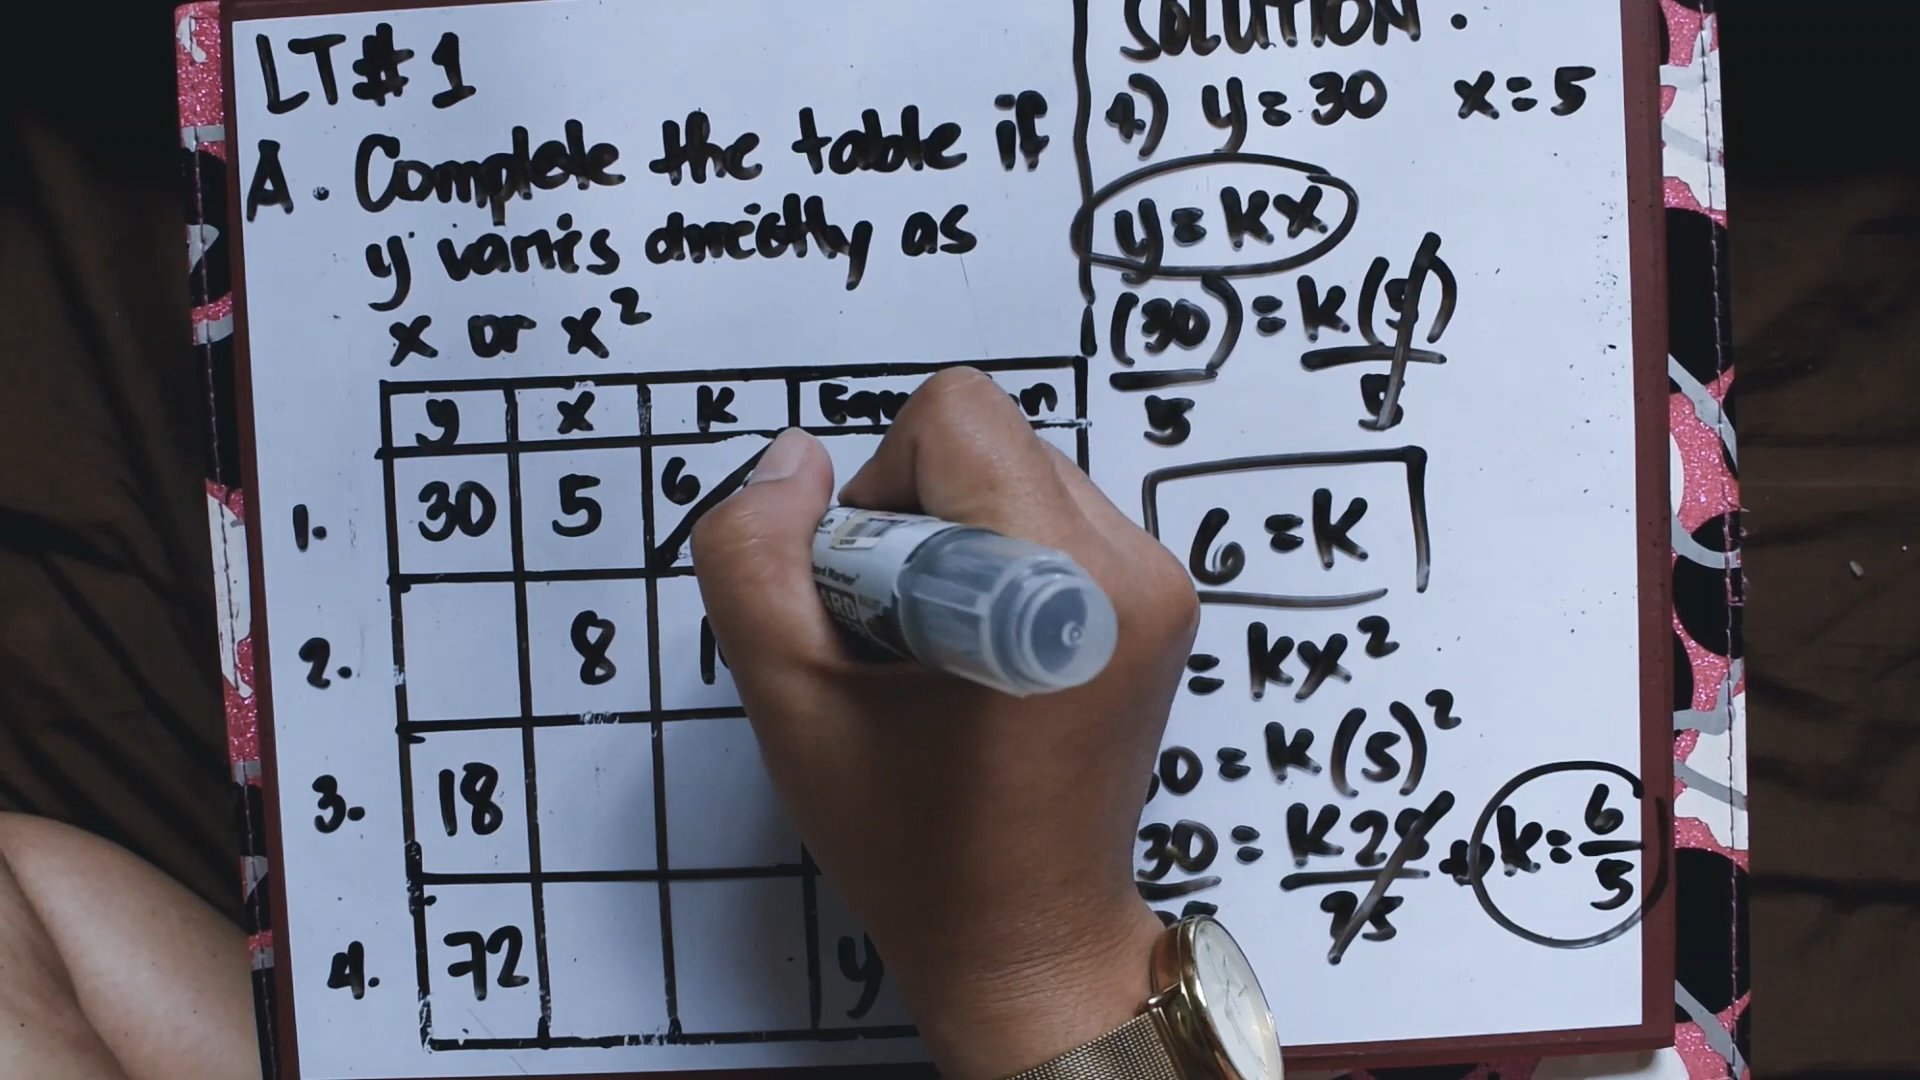 LT#1
A. Complete the table if
y varies directly as
x or x²
y x k
1. 30 5 6
2. 8
3. 18
4. 72 y
SOLUTION.
1) y = 30 x = 5
y = kx
(30) = k(5)
5 5
6 = k
= kx²
30 = k(5)²
30 = k25 k = 6
25 5